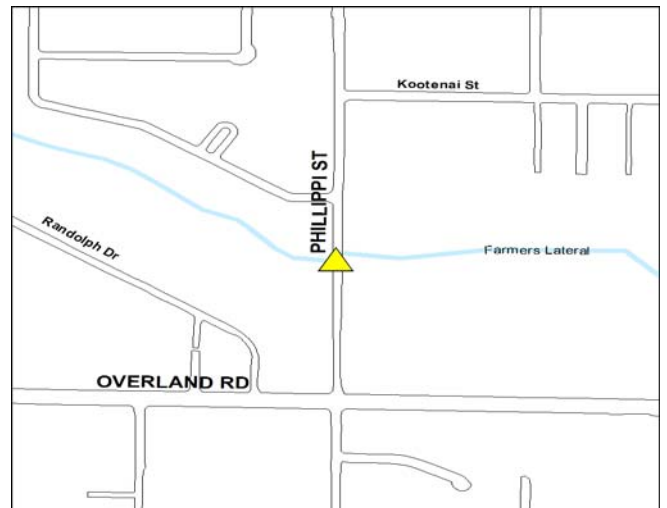 Kootenai St
PHILLIPPI ST
Randolph Dr
Farmers Lateral
OVERLAND RD